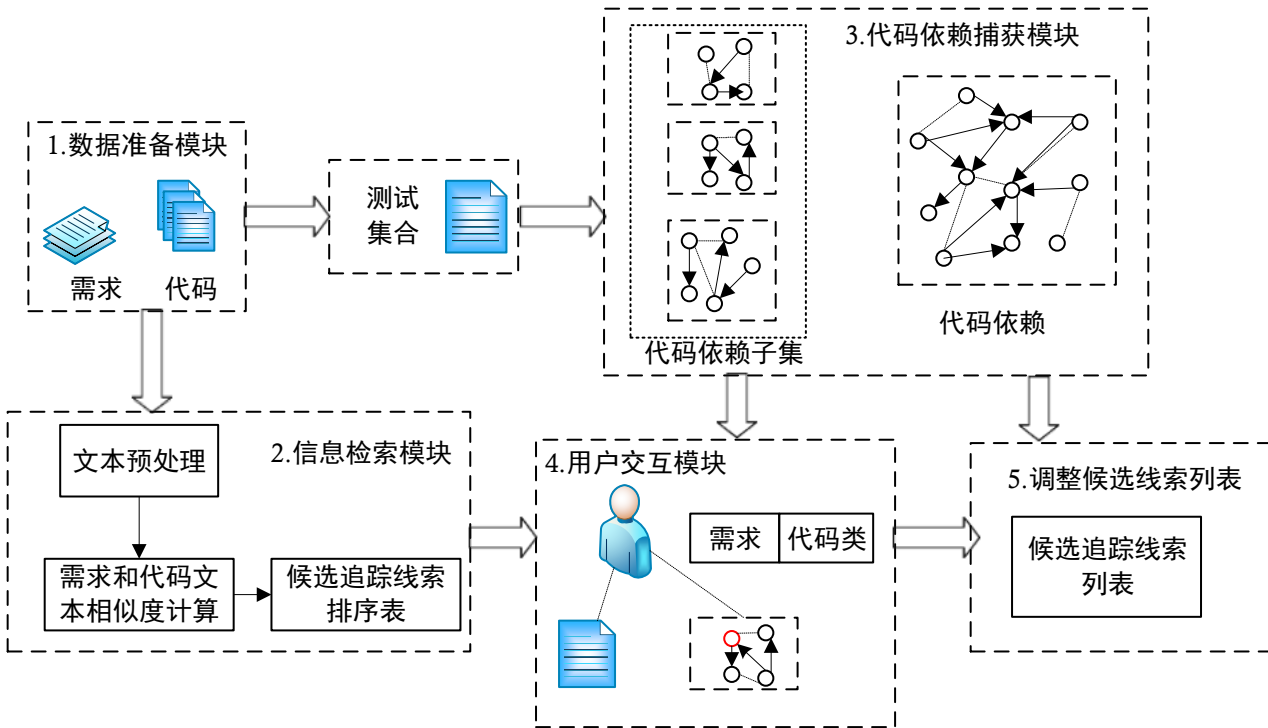 1.数据准备模块
需求
代码
测试
集合
3.代码依赖捕获模块
代码依赖子集
代码依赖
2.信息检索模块
文本预处理
需求和代码文
本相似度计算
候选追踪线索
排序表
4.用户交互模块
需求
代码类
5.调整候选线索列表
候选追踪线索
列表